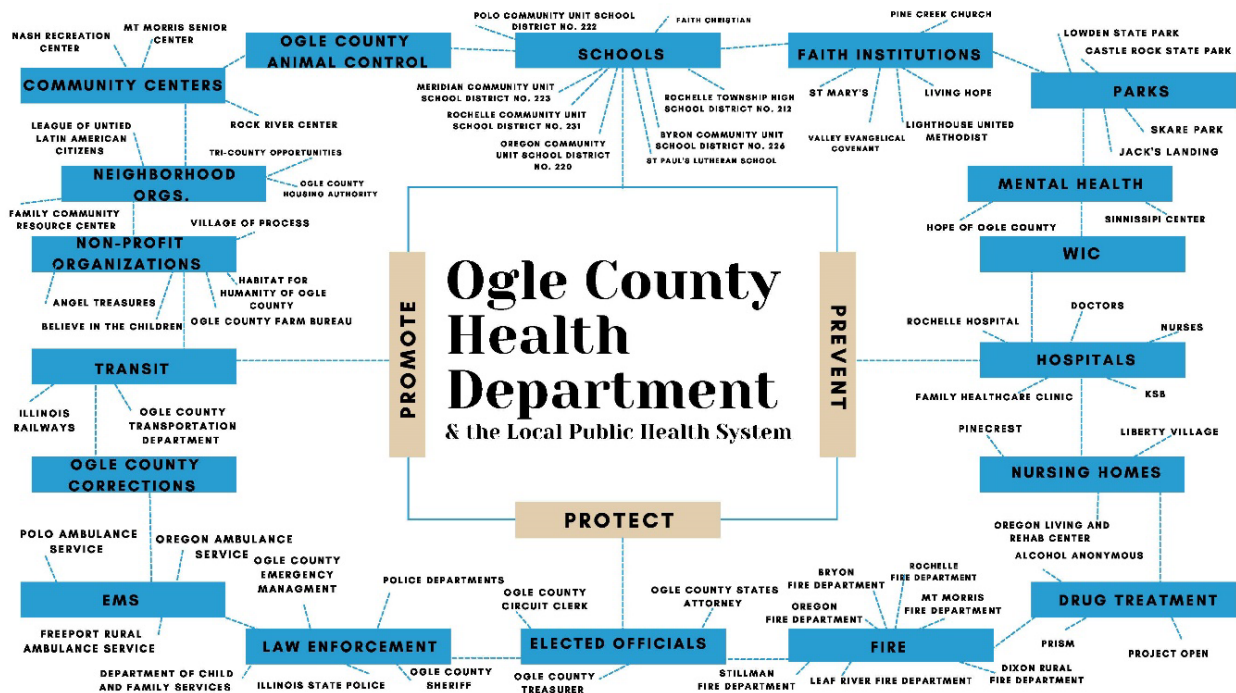 NASH RECREATION
CENTER
MT MORRIS SENIOR
CENTER
COMMUNITY CENTERS
ROCK RIVER CENTER
OGLE COUNTY
ANIMAL CONTROL
POLO COMMUNITY UNIT SCHOOL
DISTRICT NO. 222
FAITH CHRISTIAN
SCHOOLS
MERIDIAN COMMUNITY UNIT
SCHOOL DISTRICT NO. 223
ROCHELLE COMMUNITY UNIT
SCHOOL DISTRICT NO. 231
OREGON COMMUNITY
UNIT SCHOOL DISTRICT
NO. 220
ROCHELLE TOWNSHIP HIGH
SCHOOL DISTRICT NO. 212
BYRON COMMUNITY UNIT
SCHOOL DISTRICT NO. 226
ST PAUL'S LUTHERAN SCHOOL
PINE CREEK CHURCH
FAITH INSTITUTIONS
ST MARY'S
LIVING HOPE
VALLEY EVANGELICAL
COVENANT
LIGHTHOUSE UNITED
METHODIST
LOWDEN STATE PARK
CASTLE ROCK STATE PARK
PARKS
SKARE PARK
JACK'S LANDING
LEAGUE OF UNTIED
LATIN AMERICAN
CITIZENS
TRI-COUNTY OPPORTUNITIES
NEIGHBORHOOD
ORGS.
OGLE COUNTY
HOUSING AUTHORITY
FAMILY COMMUNITY
RESOURCE CENTER
MENTAL HEALTH
HOPE OF OGLE COUNTY
SINNISSIPI CENTER
VILLAGE OF PROCESS
NON-PROFIT
ORGANIZATIONS
ANGEL TREASURES
BELIEVE IN THE CHILDREN
HABITAT FOR
HUMANITY OF OGLE
COUNTY
OGLE COUNTY FARM BUREAU
WIC
PROMOTE
Ogle County
Health
Department
& the Local Public Health System
PREVENT
PROTECT
DOCTORS
ROCHELLE HOSPITAL
NURSES
HOSPITALS
FAMILY HEALTHCARE CLINIC
KSB
TRANSIT
ILLINOIS
RAILWAYS
OGLE COUNTY
TRANSPORTATION
DEPARTMENT
PINECREST
LIBERTY VILLAGE
NURSING HOMES
OREGON LIVING AND
REHAB CENTER
OGLE COUNTY
CORRECTIONS
POLO AMBULANCE
SERVICE
OREGON AMBULANCE
SERVICE
EMS
FREEPORT RURAL
AMBULANCE SERVICE
OGLE COUNTY
EMERGENCY
MANAGMENT
POLICE DEPARTMENTS
LAW ENFORCEMENT
DEPARTMENT OF CHILD
AND FAMILY SERVICES
ILLINOIS STATE POLICE
OGLE COUNTY
SHERIFF
OGLE COUNTY
CIRCUIT CLERK
OGLE COUNTY STATES
ATTORNEY
ELECTED OFFICIALS
OGLE COUNTY
TREASURER
BRYON
FIRE DEPARTMENT
ROCHELLE
FIRE DEPARTMENT
OREGON
FIRE DEPARTMENT
MT MORRIS
FIRE DEPARTMENT
FIRE
STILLMAN
FIRE DEPARTMENT
LEAF RIVER FIRE DEPARTMENT
DIXON RURAL
FIRE DEPARTMENT
ALCOHOL ANONYMOUS
DRUG TREATMENT
PRISM
PROJECT OPEN